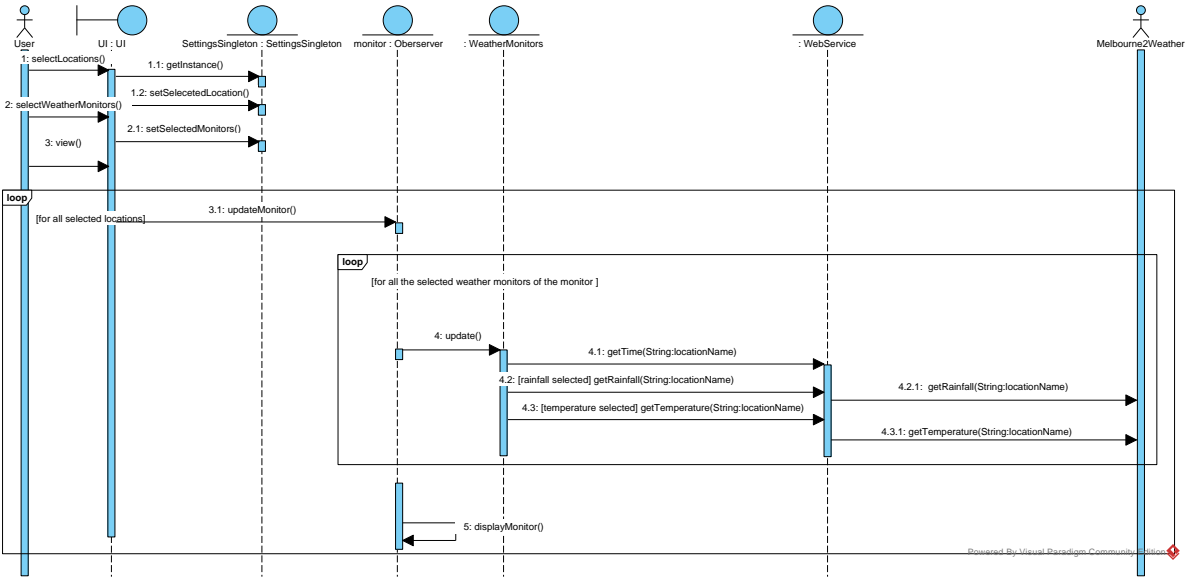 User
UI : UI
SettingsSingleton : SettingsSingleton
monitor : Oberserver
: WeatherMonitors
: WebService
Melbourne2Weather
1: selectLocations()
1.1: getInstance()
1.2: setSelecetedLocation()
2: selectWeatherMonitors()
2.1: setSelectedMonitors()
3: view()
loop
3.1: updateMonitor()
[for all selected locations]
loop
[for all the selected weather monitors of the monitor ]
4: update()
4.1: getTime(String:locationName)
4.2: [rainfall selected] getRainfall(String:locationName)
4.2.1:  getRainfall(String:locationName)
4.3: [temperature selected] getTemperature(String:locationName)
4.3.1: getTemperature(String:locationName)
5: displayMonitor()
Powered By Visual Paradigm Community Edition